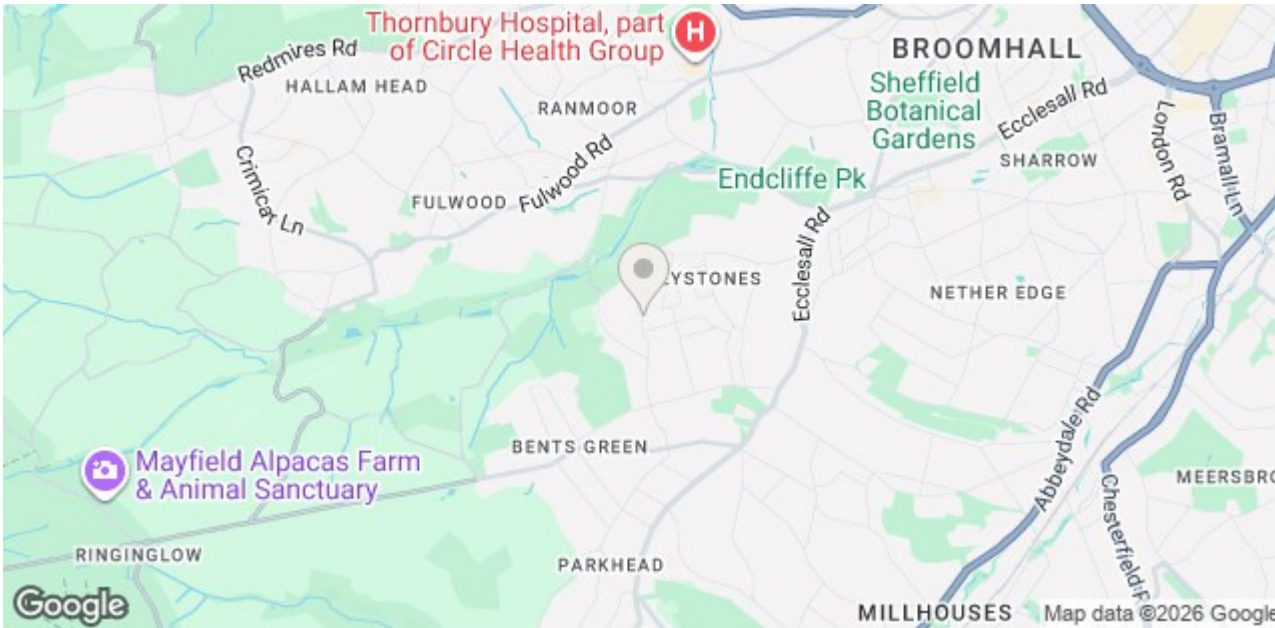 Thornbury Hospital, part
of Circle Health Group
H
BROOMHALL
Redmires Rd
HALLAM HEAD
RANMOOR
Sheffield
Botanical
Gardens
Ecclesall Rd
London Rd
Bramall Ln
SHARROW
Crimicar Ln
Fulwood Rd
FULWOOD
Endcliffe Pk
Ecclesall Rd
EYSTONES
NETHER EDGE
Abbeydale Rd
BENTS GREEN
Mayfield Alpacas Farm
& Animal Sanctuary
MEERSBRO
Chesterfield R
RINGINGLOW
PARKHEAD
MILLHOUSES
Google
Map data ©2026 Google